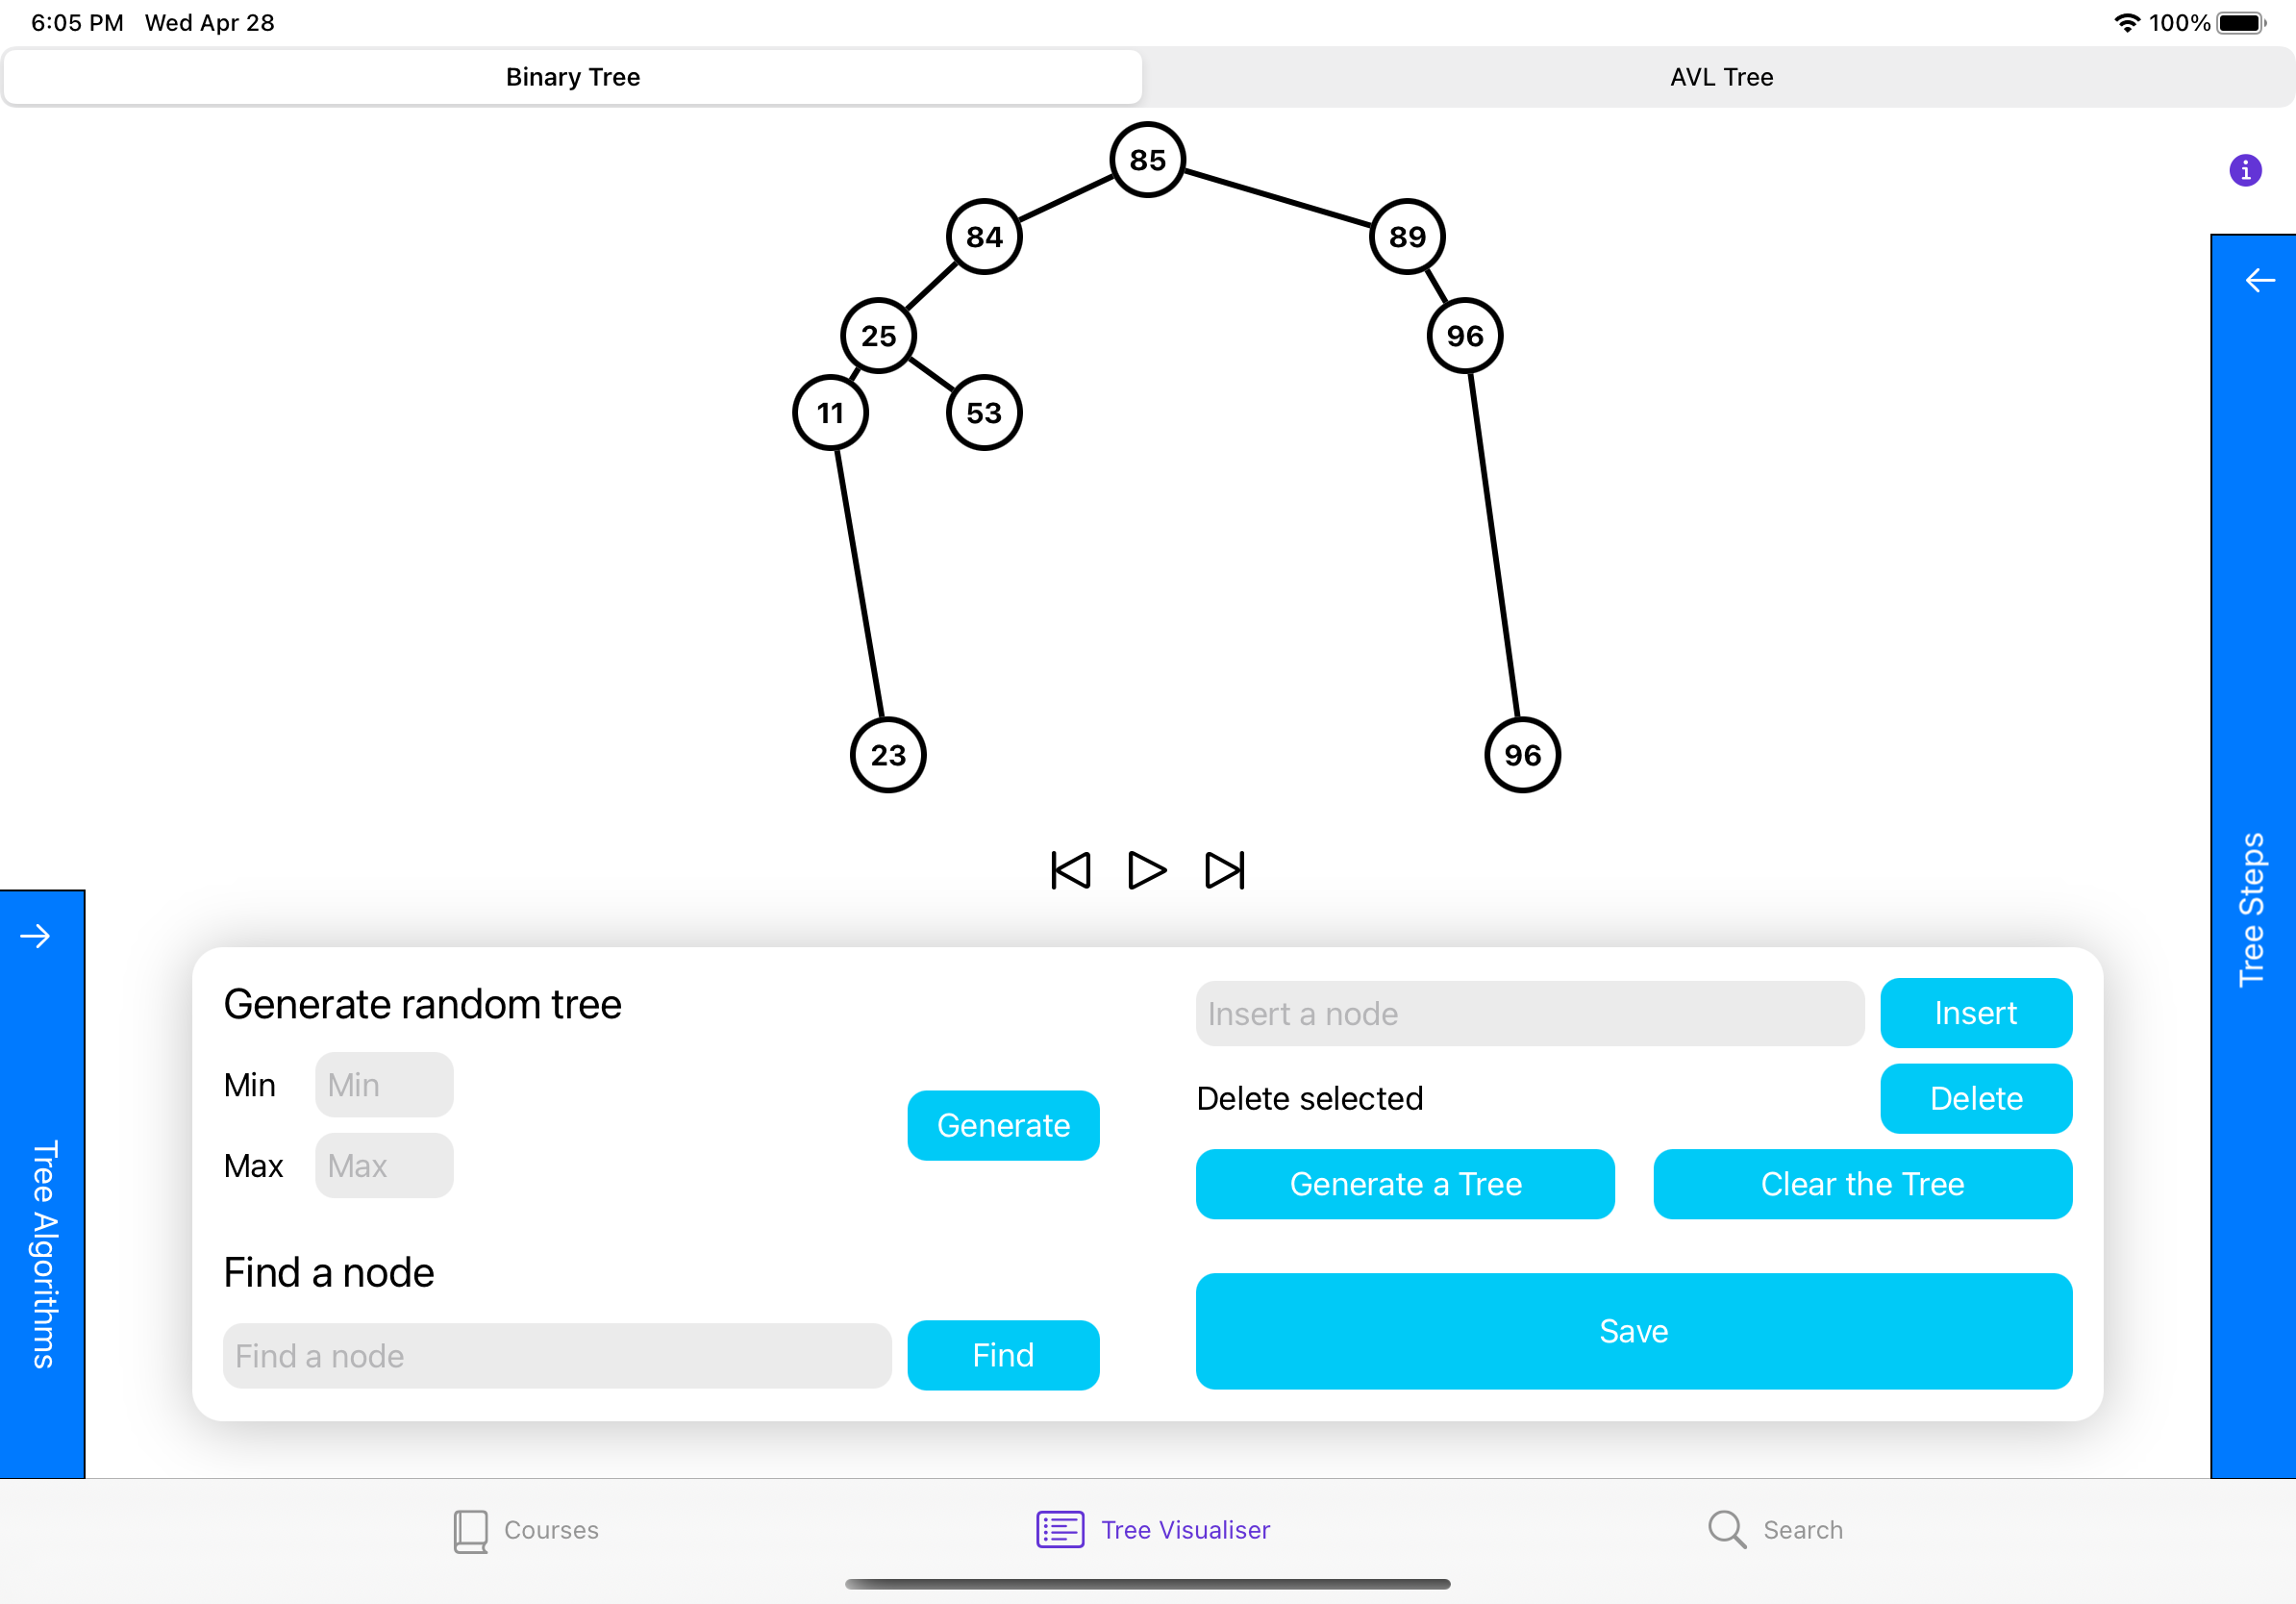 6:05 PM Wed Apr 28
100%
Binary Tree
AVL Tree
85
84
89
25
96
11
53
23
96
Tree Steps
Tree Algorithms
Generate random tree
Min
Min
Max
Max
Generate
Find a node
Find a node
Find
Insert a node
Insert
Delete selected
Delete
Generate a Tree
Clear the Tree
Save
Courses
Tree Visualiser
Search